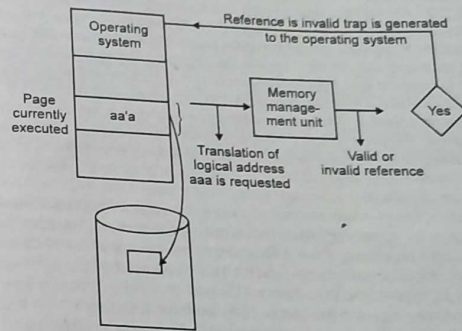 Reference is invalid trap is generated
to the operating system
Operating
system
Page
currently
executed
aa'a
Memory
manage-
ment unit
Yes
Translation of
logical address
aaa is requested
Valid or
invalid reference